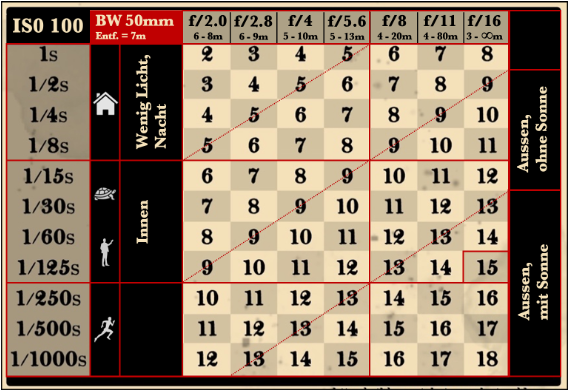 ISO 100 BW 50mm f/2.0 f/2.8 f/4 f/5.6 f/8 f/11 f/16
Entf. = 7m 6 - 8m 6 - 9m 5 - 10m 5 - 13m 4 - 20m 4 - 80m 3 - ∞m
1s 2 3 4 5 6 7 8
1/2s 3 4 5 6 7 8 9
1/4s 4 5 6 7 8 9 10
1/8s 5 6 7 8 9 10 11
Wenig Licht,
Nacht
Aussen,
ohne Sonne
1/15s 6 7 8 9 10 11 12
1/30s 7 8 9 10 11 12 13
1/60s 8 9 10 11 12 13 14
1/125s 9 10 11 12 13 14 15
Innen
1/250s 10 11 12 13 14 15 16
1/500s 11 12 13 14 15 16 17
1/1000s 12 13 14 15 16 17 18
Aussen,
mit Sonne